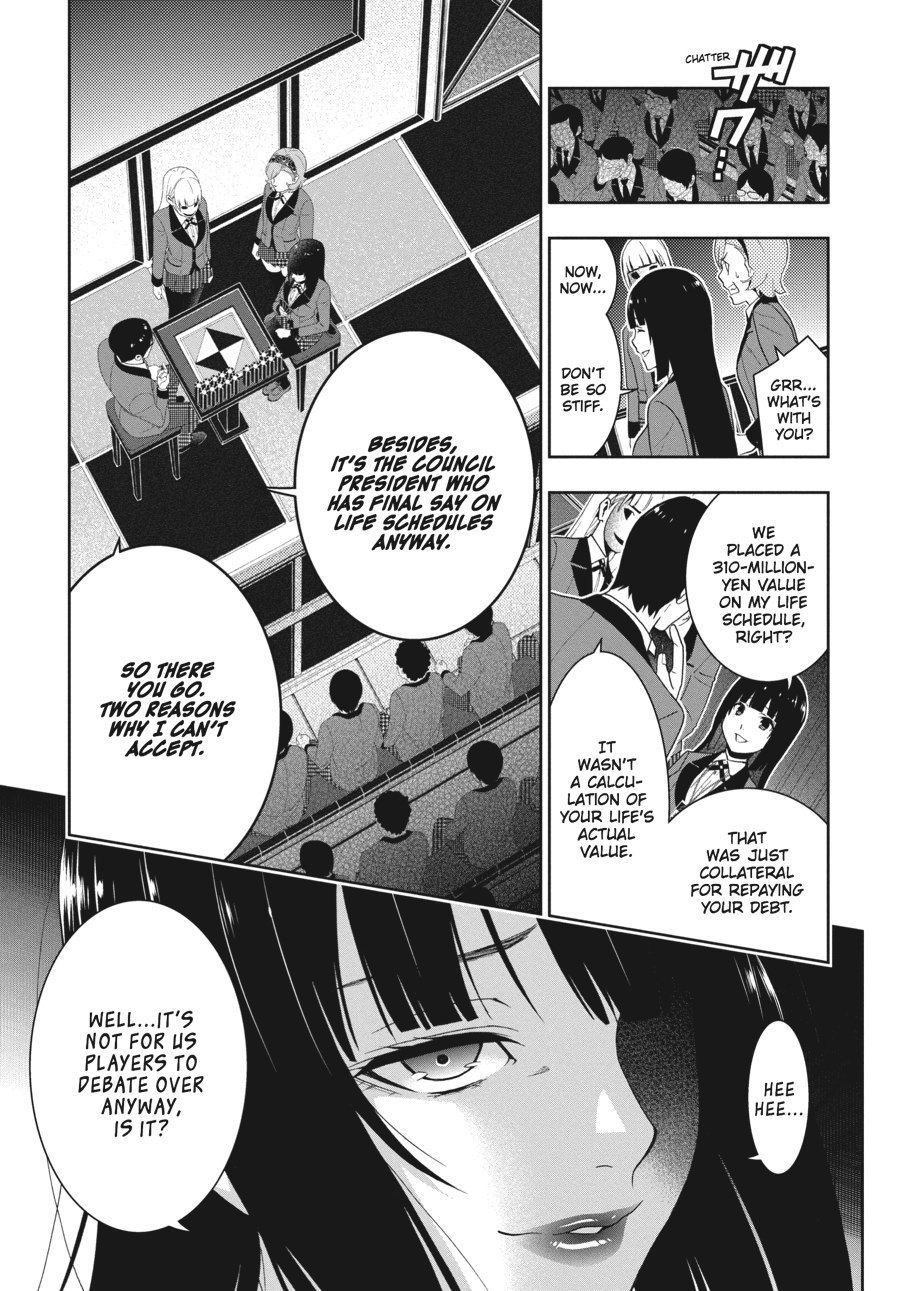 CHATTER
ザワ…
GRR...
WHAT'S
WITH
YOU?
NOW,
NOW...
DON'T
BE SO
STIFF.
WE
PLACED A
310-MILLION-
YEN VALUE
ON MY LIFE
SCHEDULE,
RIGHT?
THAT
WAS JUST
COLLATERAL
FOR REPAYING
YOUR DEBT.
IT
WASN'T
A CALCU-
LATION OF
YOUR LIFE'S
ACTUAL
VALUE.
BESIDES,
IT'S THE COUNCIL
PRESIDENT WHO
HAS FINAL SAY ON
LIFE SCHEDULES
ANYWAY.
SO THERE
YOU GO.
TWO REASONS
WHY I CAN'T
ACCEPT.
HEE
HEE...
WELL...IT'S
NOT FOR US
PLAYERS TO
DEBATE OVER
ANYWAY,
IS IT?